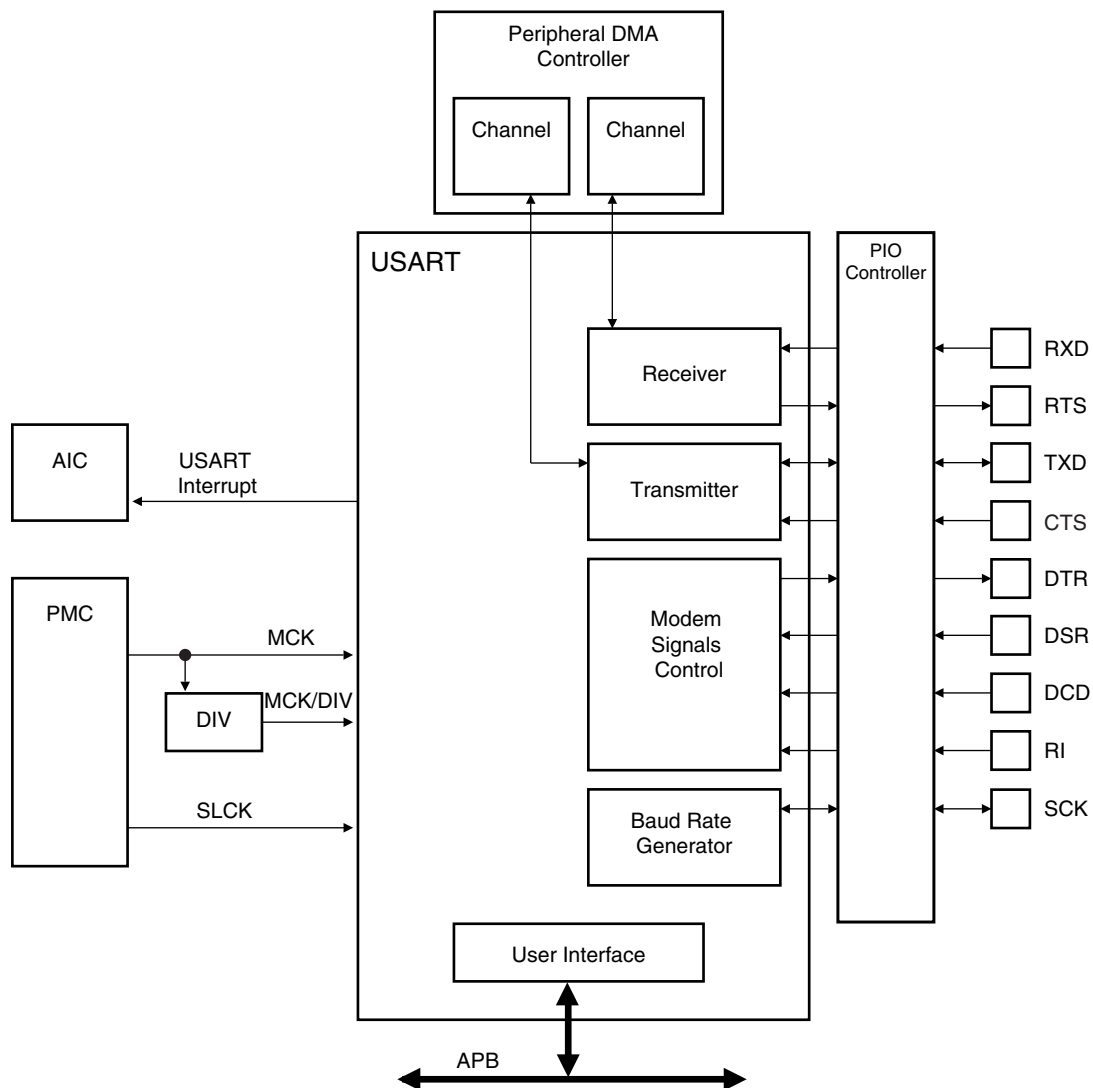 Peripheral DMA
Controller
Channel
Channel
USART
PIO
Controller
Receiver
RXD
RTS
AIC
USART
Interrupt
Transmitter
TXD
CTS
PMC
MCK
DIV
MCK/DIV
SLCK
Modem
Signals
Control
DTR
DSR
DCD
RI
Baud Rate
Generator
SCK
User Interface
APB